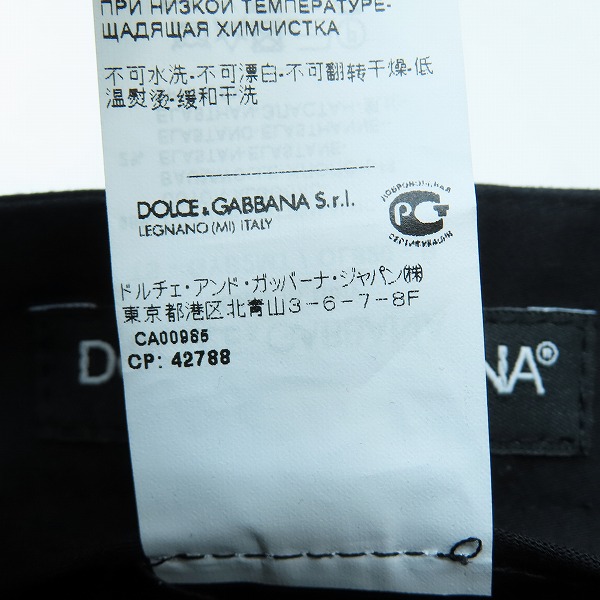 ПРИ НИЗКОЙ ТЕМПЕРАТУРЕ-
ЩАДЯЩАЯ ХИМЧИСТКА
不可水洗-不可漂白-不可翻转干燥-低
温熨烫-缓和干洗
DOLCE & GABBANA S.r.l.
LEGNANO (MI) ITALY
ДОБРОВОЛЬНАЯ
РСТ
СЕРТИФИКАЦИЯ
ドルチェ・アンド・ガッバーナ・ジャパン(株)
東京都港区北青山3-6-7-8F
CA00965
CP: 42788
D
NA®